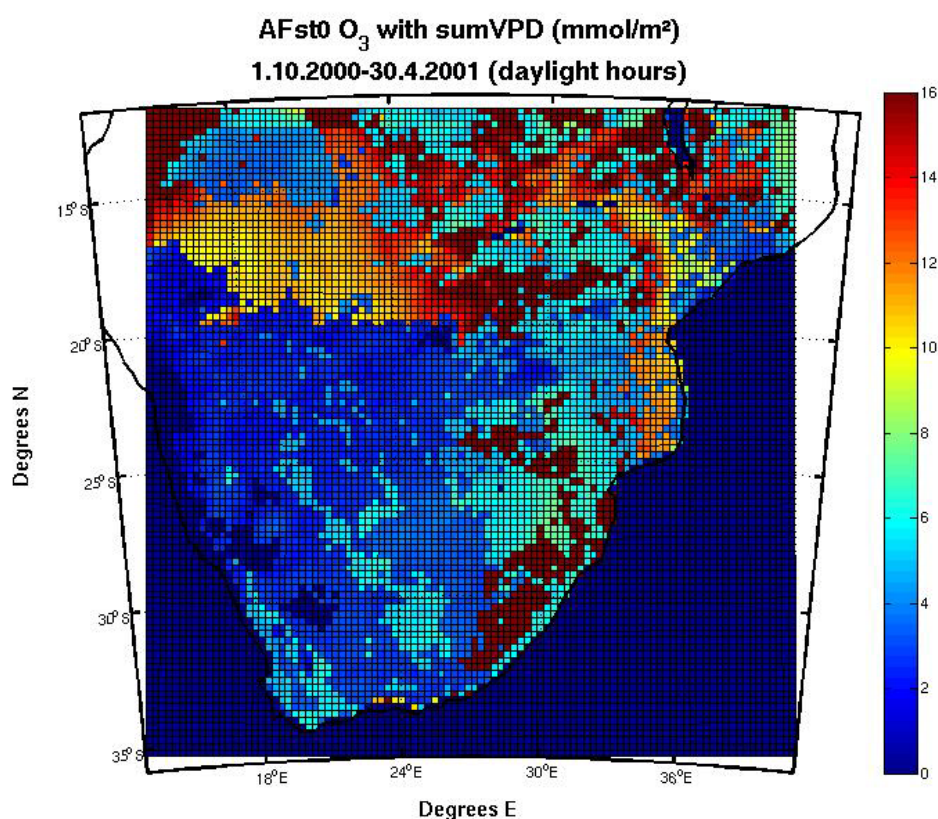 AFst0 O₃ with sumVPD (mmol/m²)
1.10.2000-30.4.2001 (daylight hours)
16
14
12
10
8
6
4
2
0
15°S
20°S
25°S
30°S
35°S
18°E
24°E
30°E
36°E
Degrees N
Degrees E